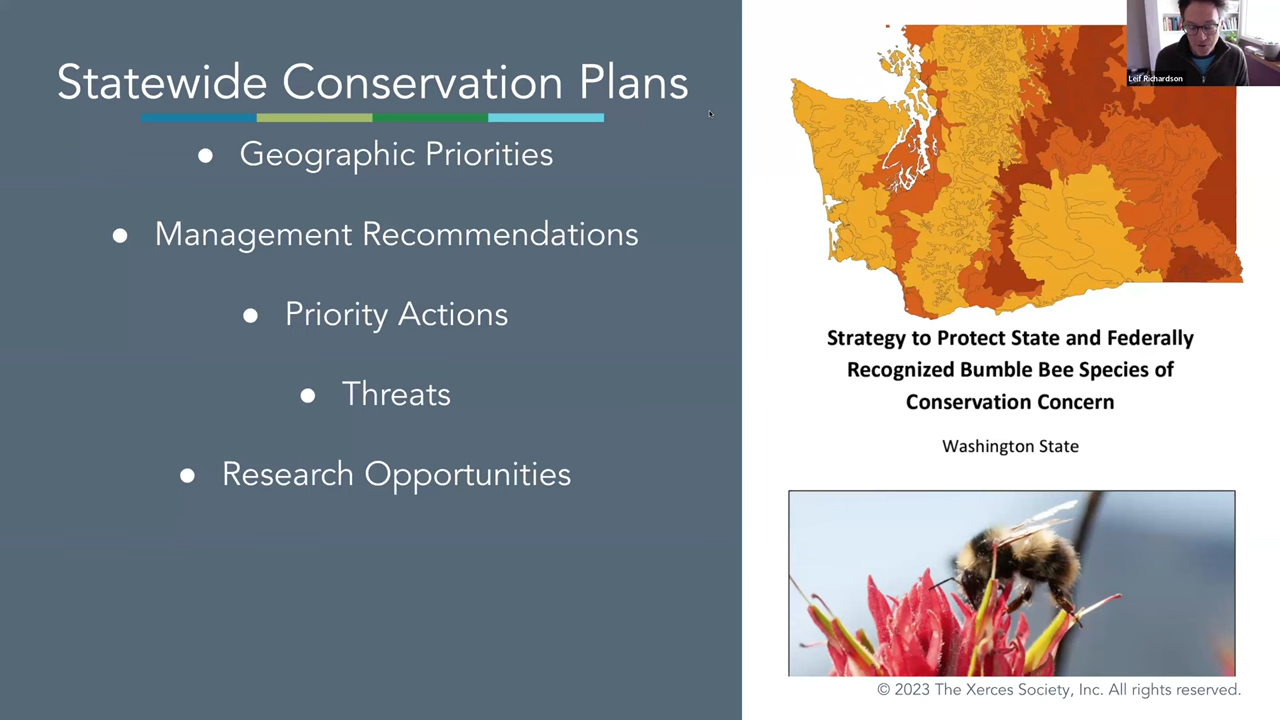 Statewide Conservation Plans
● Geographic Priorities
● Management Recommendations
● Priority Actions
● Threats
● Research Opportunities
Leif Richardson
Strategy to Protect State and Federally
Recognized Bumble Bee Species of
Conservation Concern
Washington State
© 2023 The Xerces Society, Inc. All rights reserved.